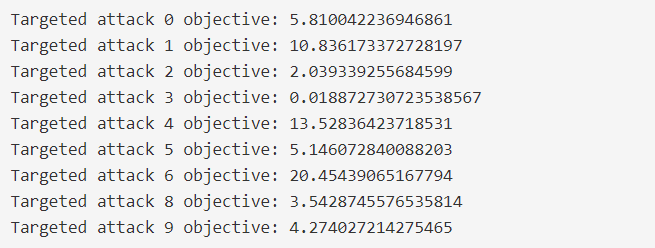 Targeted attack 0 objective: 5.810042236946861
Targeted attack 1 objective: 10.836173372728197
Targeted attack 2 objective: 2.039339255684599
Targeted attack 3 objective: 0.018872730723538567
Targeted attack 4 objective: 13.52836423718531
Targeted attack 5 objective: 5.146072840088203
Targeted attack 6 objective: 20.45439065167794
Targeted attack 8 objective: 3.5428745576535814
Targeted attack 9 objective: 4.274027214275465